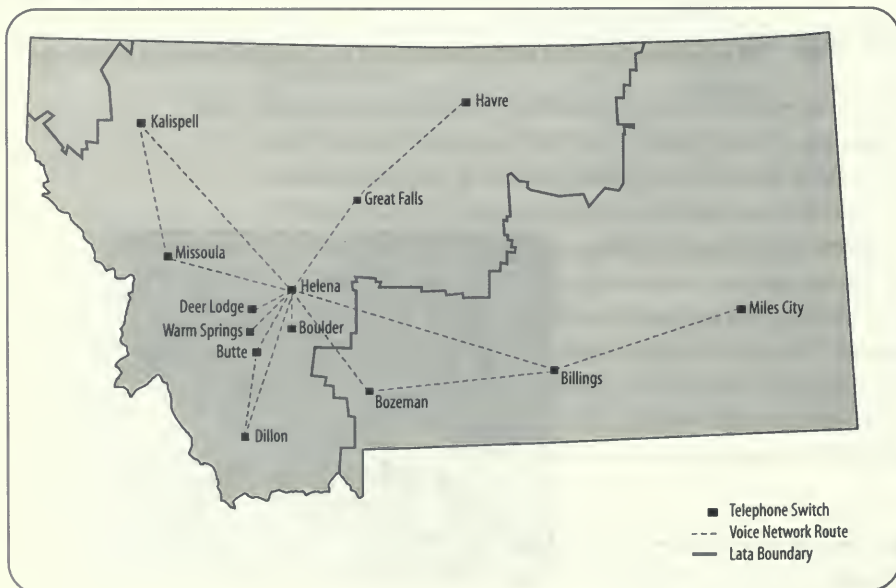 Havre
Kalispell
Great Falls
Missoula
Helena
Deer Lodge
Miles City
Boulder
Warm Springs
Butte
Billings
Bozeman
Dillon
Telephone Switch
Voice Network Route
Lata Boundary